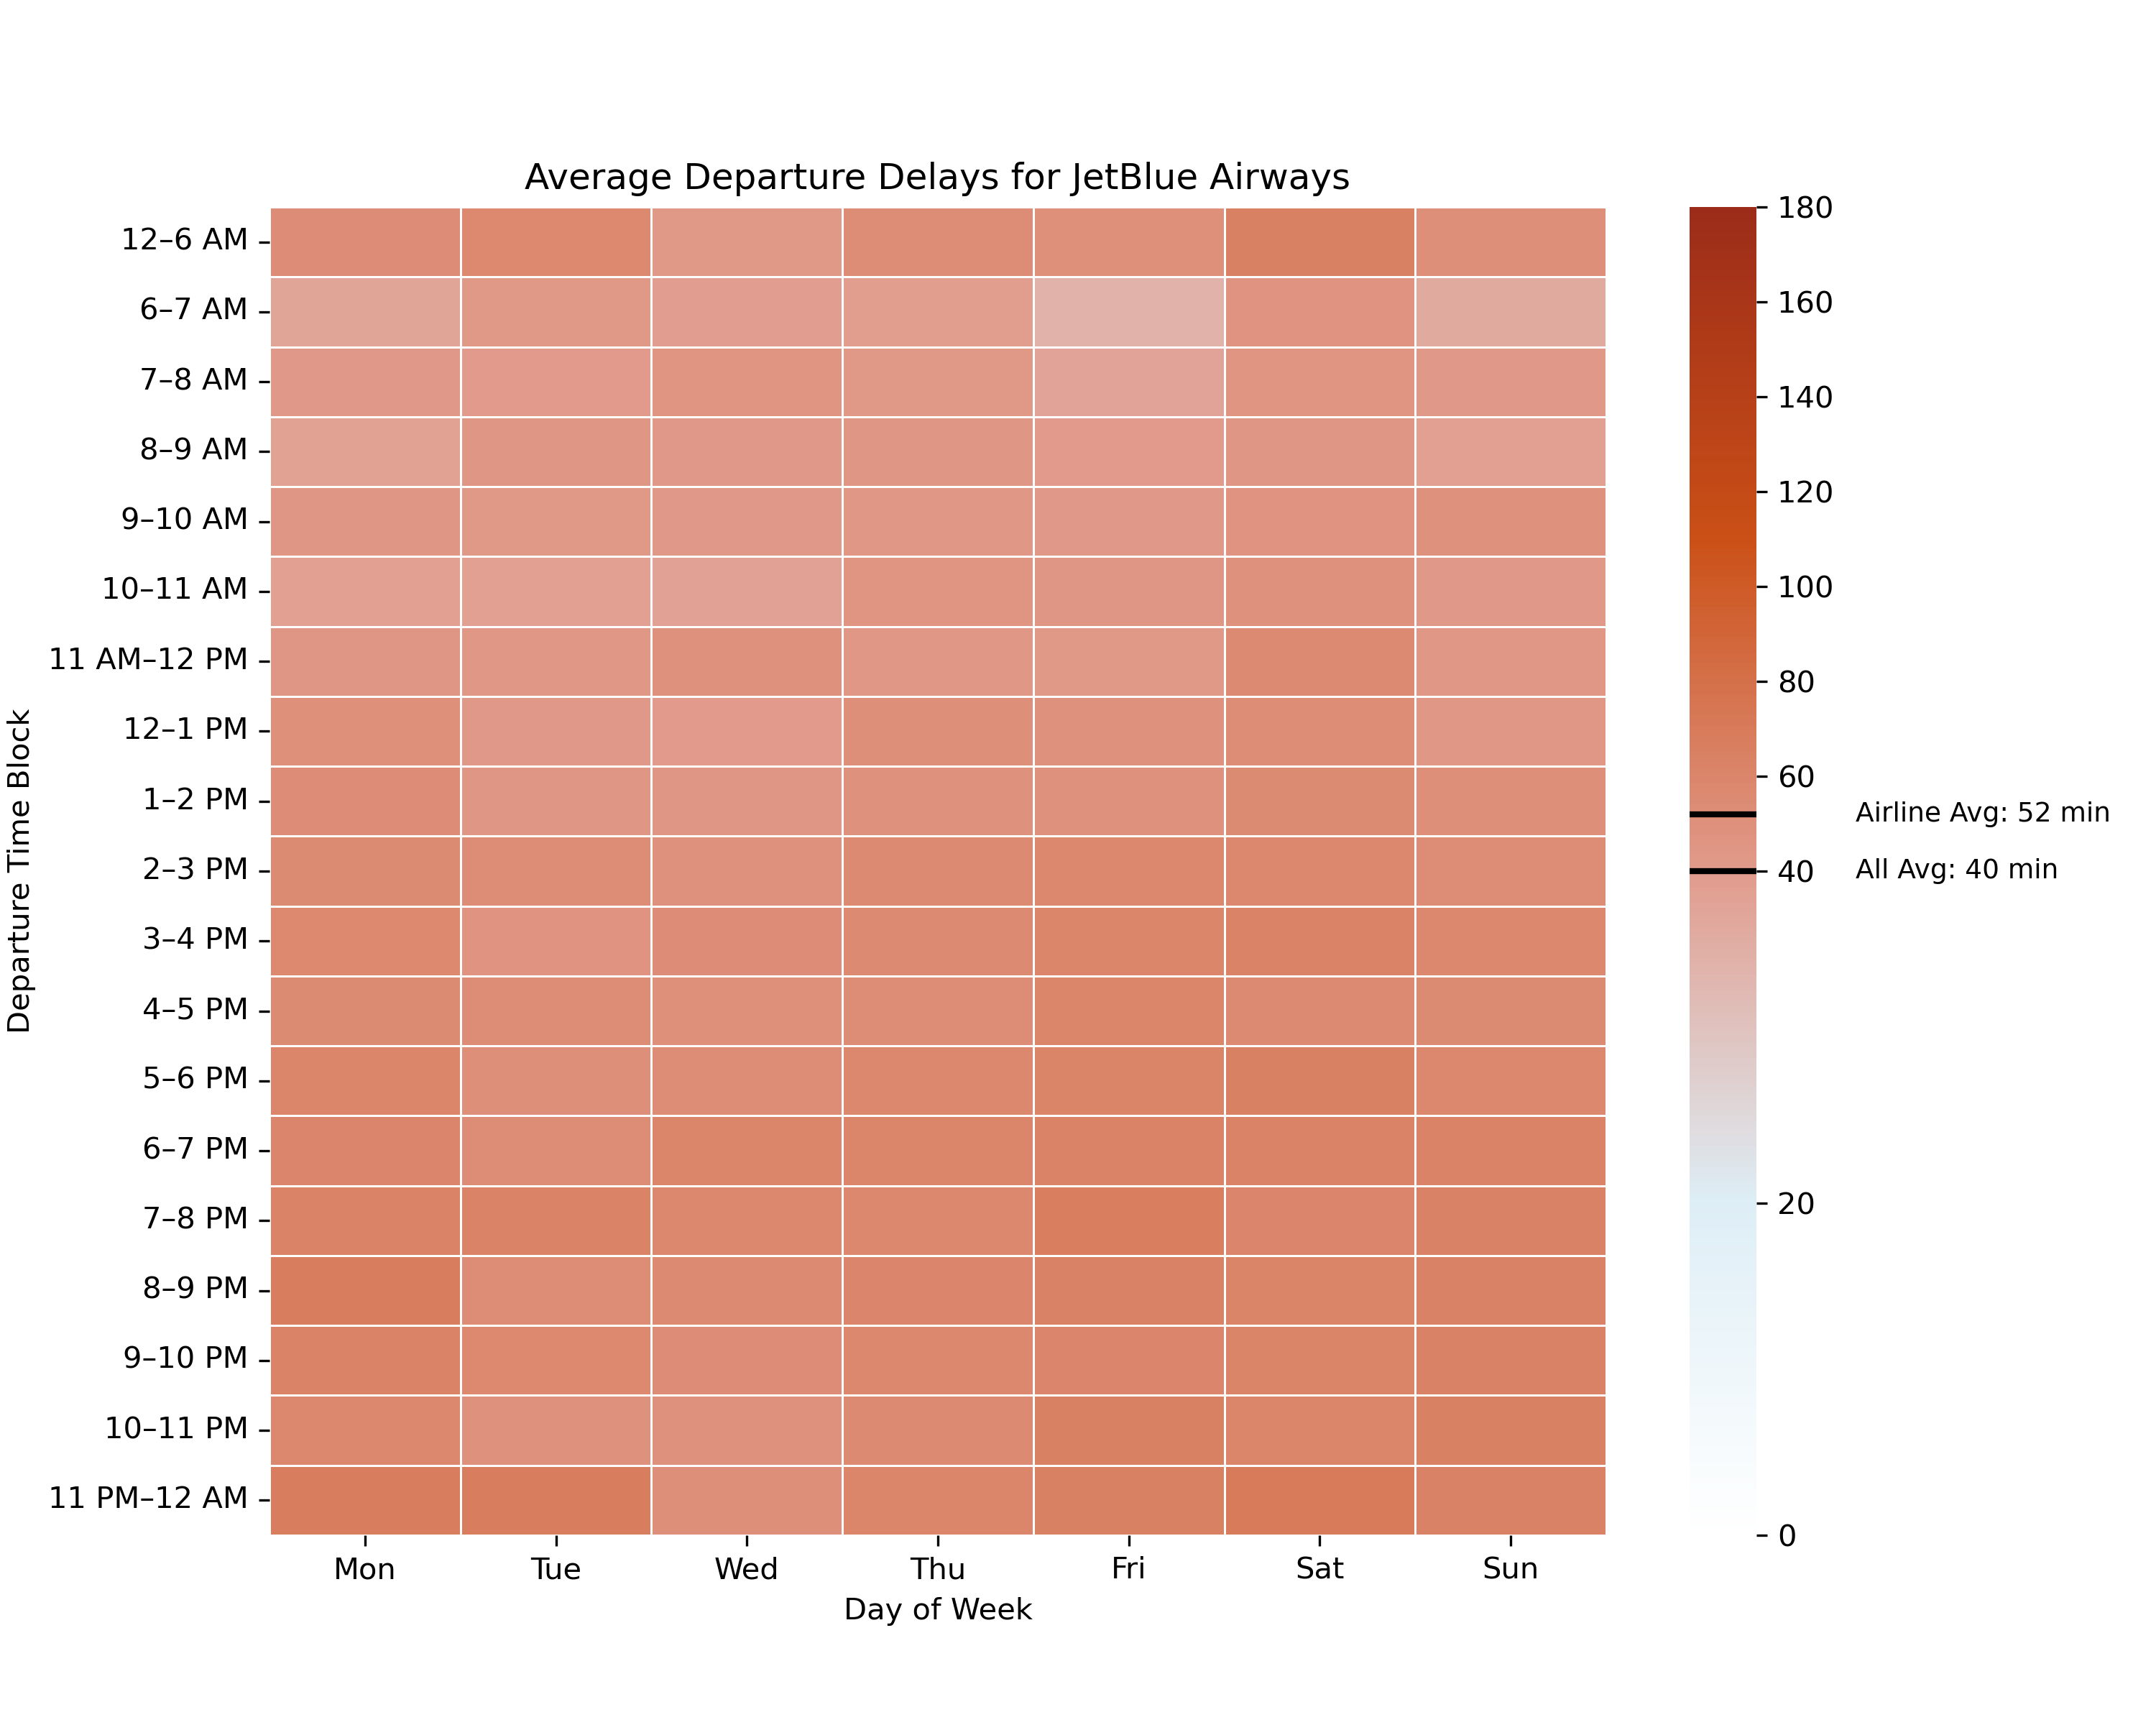 Average Departure Delays for JetBlue Airways
Departure Time Block
12–6 AM
6–7 AM
7–8 AM
8–9 AM
9–10 AM
10–11 AM
11 AM–12 PM
12–1 PM
1–2 PM
2–3 PM
3–4 PM
4–5 PM
5–6 PM
6–7 PM
7–8 PM
8–9 PM
9–10 PM
10–11 PM
11 PM–12 AM
Mon Tue Wed Thu Fri Sat Sun
Day of Week
180
160
140
120
100
80
60
Airline Avg: 52 min
40 All Avg: 40 min
20
0